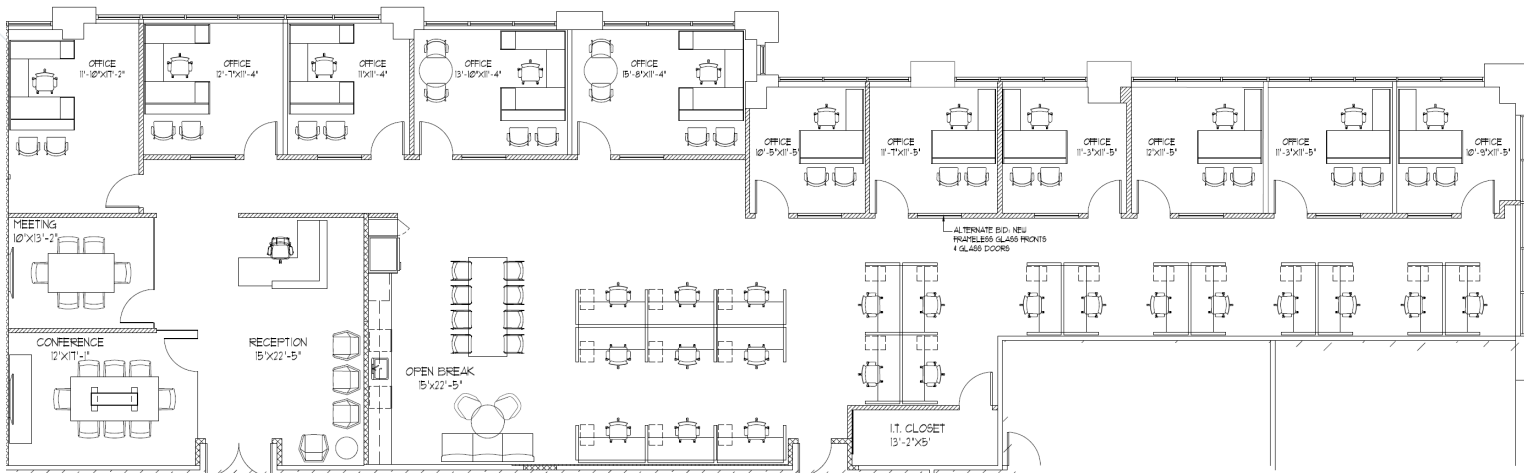 OFFICE
11'-10"X17'-2"
OFFICE
12'-7"X11'-4"
OFFICE
11'X11'-4"
OFFICE
13'-10"X11'-4"
OFFICE
15'-8"X11'-4"
OFFICE
10'-5"X11'-5"
OFFICE
11'-7"X11'-5"
OFFICE
11'-3"X11'-5"
OFFICE
12'X11'-5"
OFFICE
11'-3"X11'-5"
OFFICE
10'-9"X11'-5"
MEETING
10'X13'-2"
ALTERNATE BID: NEW
FRAMELESS GLASS FRONTS
& GLASS DOORS
CONFERENCE
12'X17'-1"
RECEPTION
15'X22'-5"
OPEN BREAK
15'X22'-5"
I.T. CLOSET
13'-2"X5'